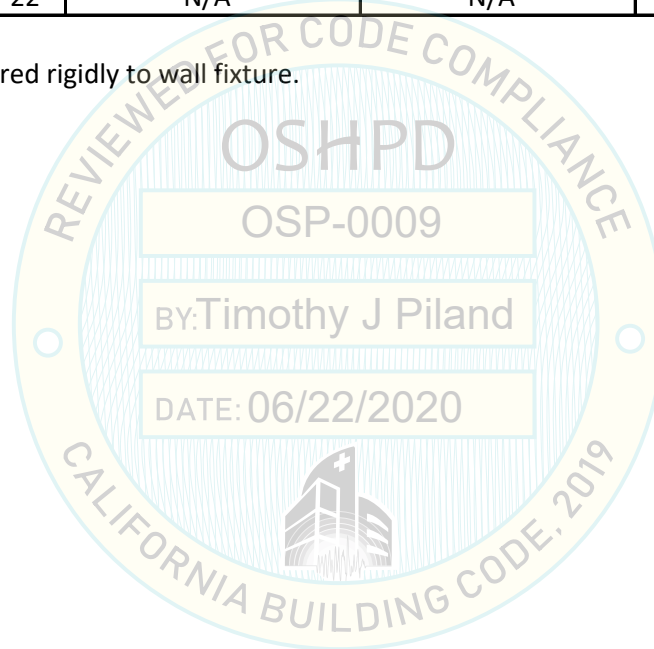 22 N/A N/A
red rigidly to wall fixture.
REVIEWED FOR CODE COMPLIANCE
OSHPD
OSP-0009
BY: Timothy J Piland
DATE: 06/22/2020
CALIFORNIA BUILDING CODE, 2019